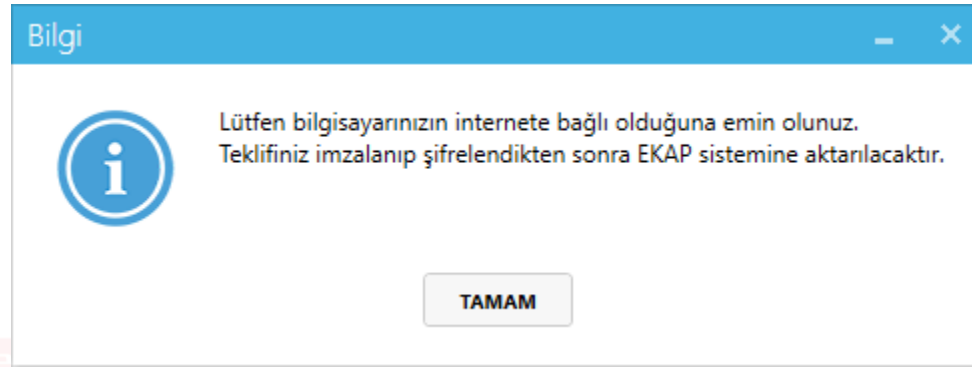 Bilgi
Lütfen bilgisayarınızın internete bağlı olduğuna emin olunuz.
Teklifiniz imzalanıp şifrelendikten sonra EKAP sistemine aktarılacaktır.
TAMAM